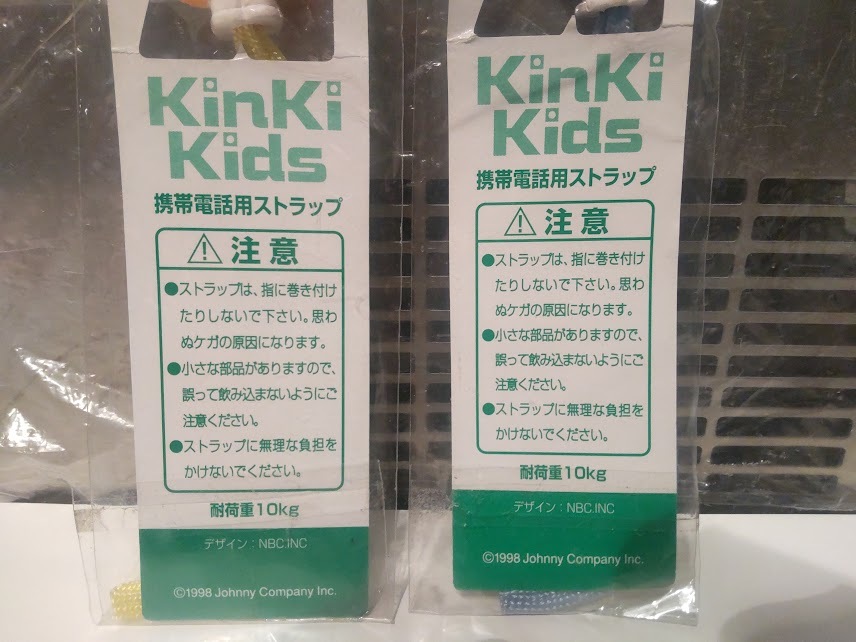 KinKi
Kids
携帯電話用ストラップ
注意
●ストラップは、指に巻き付け
たりしないで下さい。思わ
ぬケガの原因になります。
●小さな部品がありますので、
誤って飲み込まないようにご
注意ください。
●ストラップに無理な負担を
かけないでください。
耐荷重10kg
デザイン：NBC.INC
©1998 Johnny Company Inc.
KinKi
Kids
携帯電話用ストラップ
注意
●ストラップは、指に巻き付け
たりしないで下さい。思わ
ぬケガの原因になります。
●小さな部品がありますので、
誤って飲み込まないようにご
注意ください。
●ストラップに無理な負担を
かけないでください。
耐荷重10kg
デザイン：NBC.INC
©1998 Johnny Company Inc.